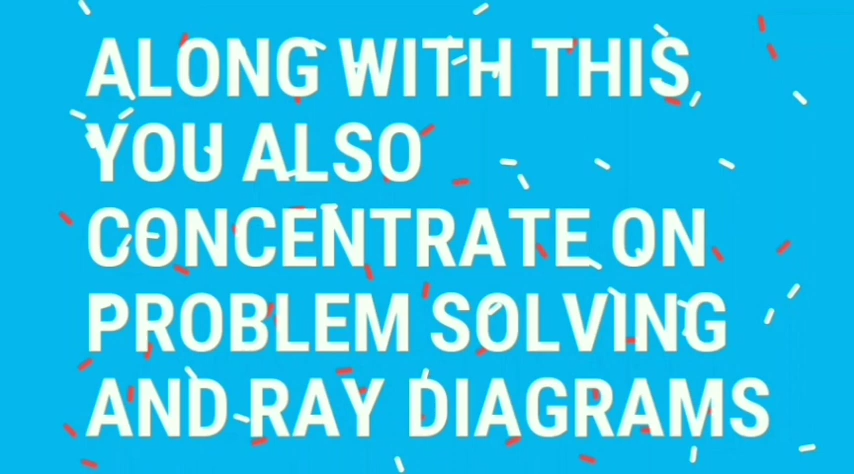 ALONG WITH THIS
YOU ALSO
CONCENTRATE ON
PROBLEM SOLVING
AND RAY DIAGRAMS